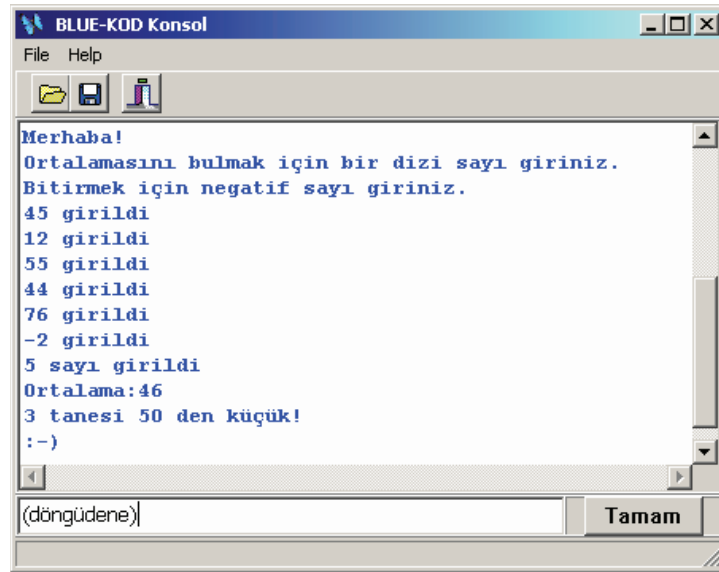 BLUE-KOD Konsol
File Help
Merhaba!
Ortalamasını bulmak için bir dizi sayı giriniz.
Bitirmek için negatif sayı giriniz.
45 girildi
12 girildi
55 girildi
44 girildi
76 girildi
-2 girildi
5 sayı girildi
Ortalama:46
3 tanesi 50 den küçük!
:-)
(döngüdene)
Tamam